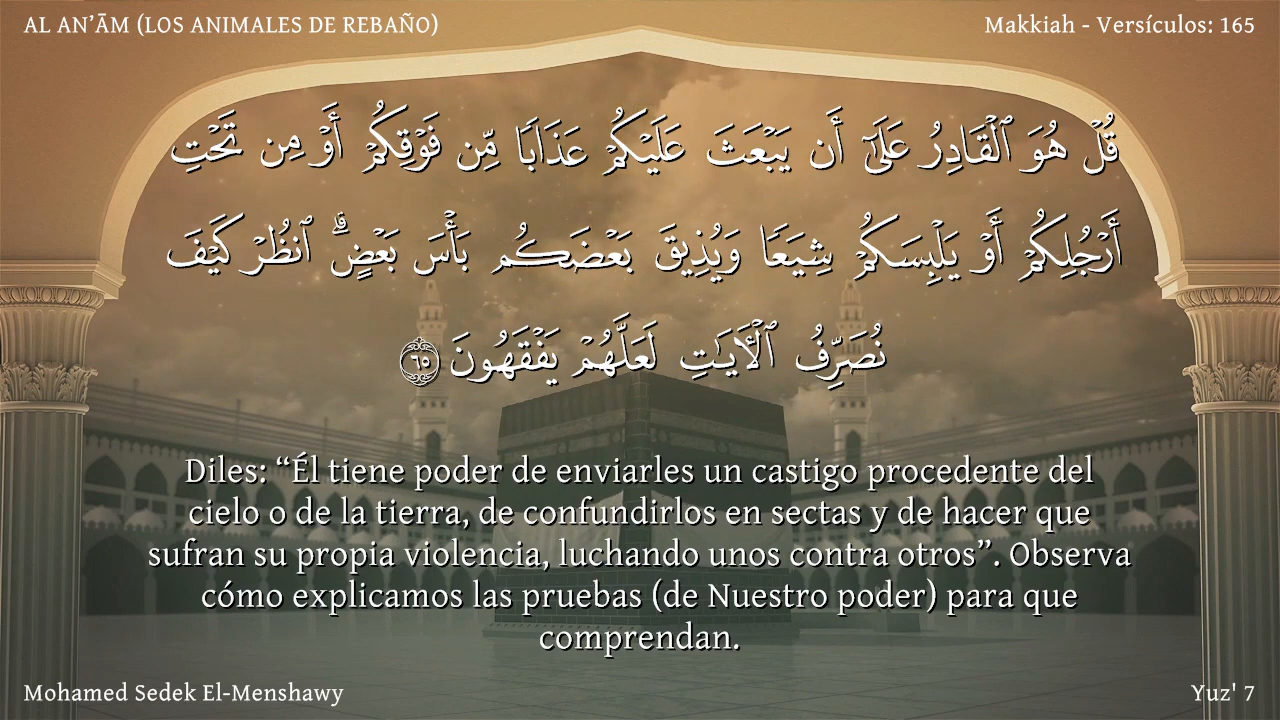 AL AN’ĀM (LOS ANIMALES DE REBAÑO)
Makkiah - Versículos: 165
قُلْ هُوَ ٱلْقَادِرُ عَلَىٰٓ أَن يَبْعَثَ عَلَيْكُمْ عَذَابًا مِّن فَوْقِكُمْ أَوْ مِن تَحْتِ
أَرْجُلِكُمْ أَوْ يَلْبِسَكُمْ شِيَعًا وَيُذِيقَ بَعْضَكُم بَأْسَ بَعْضٍ ۗ ٱنظُرْ كَيْفَ
نُصَرِّفُ ٱلْـَٔايَـٰتِ لَعَلَّهُمْ يَفْقَهُونَ ٦٥
Diles: “Él tiene poder de enviarles un castigo procedente del
cielo o de la tierra, de confundirlos en sectas y de hacer que
sufran su propia violencia, luchando unos contra otros”. Observa
cómo explicamos las pruebas (de Nuestro poder) para que
comprendan.
Mohamed Sedek El-Menshawy
Yuz' 7